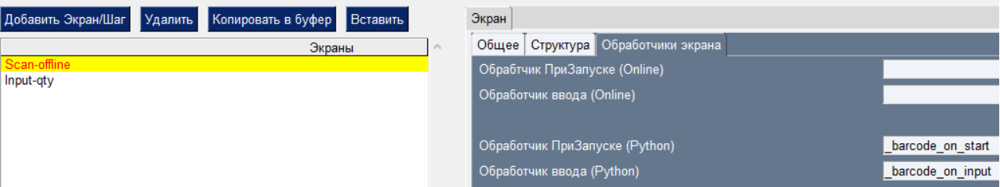 Добавить Экран/Шаг Удалить Копировать в буфер Вставить
Экраны
Scan-offline
Input-qty
Экран
Общее Структура Обработчики экрана
Обрабтчик ПриЗапуске (Online)
Обработчик ввода (Online)
Обработчик ПриЗапуске (Python) _barcode_on_start
Обработчик ввода (Python) _barcode_on_input